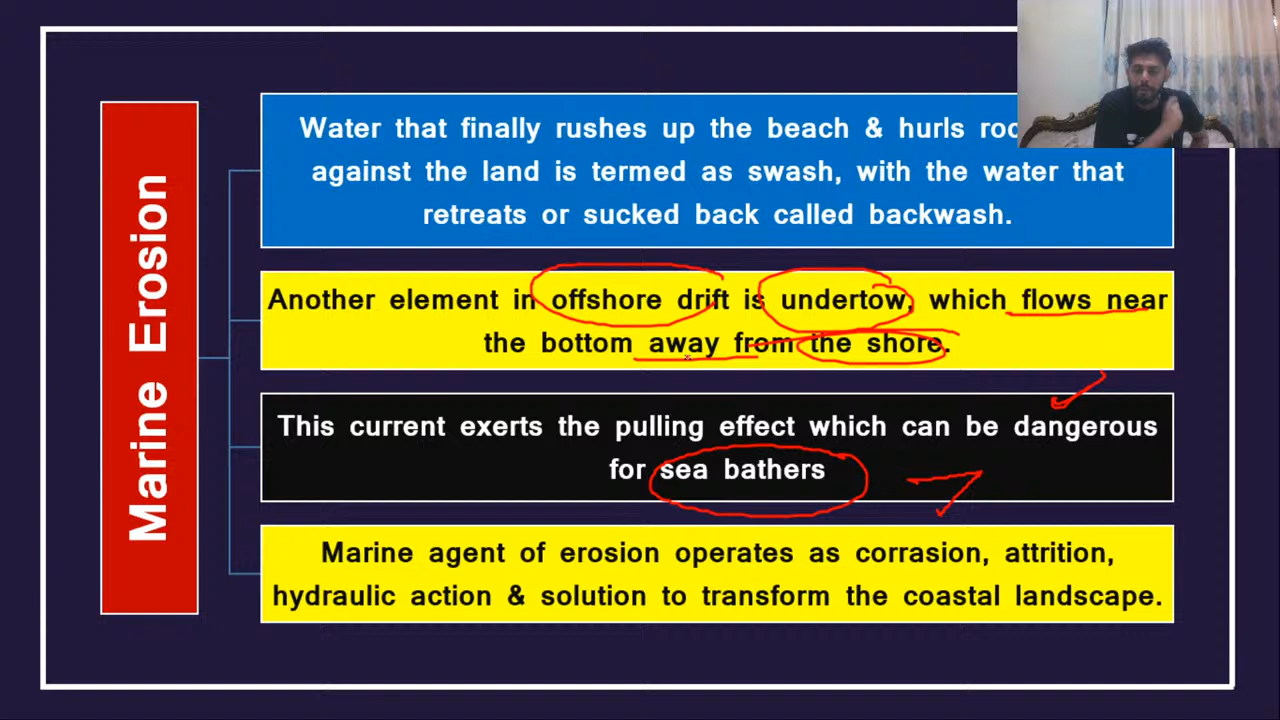 Marine Erosion
Water that finally rushes up the beach & hurls
against the land is termed as swash, with the water that
retreats or sucked back called backwash.
Another element in offshore drift is undertow, which flows near
the bottom away from the shore.
This current exerts the pulling effect which can be dangerous
for sea bathers
Marine agent of erosion operates as corrasion, attrition,
hydraulic action & solution to transform the coastal landscape.